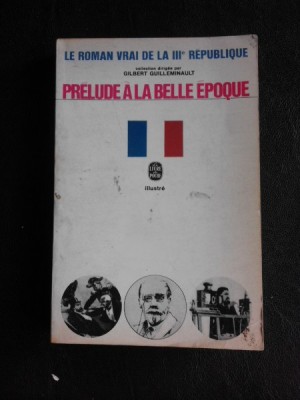 LE ROMAN VRAI DE LA IIIe RÉPUBLIQUE
collection dirigée par
GILBERT GUILLEMINAULT
PRÉLUDE A LA BELLE ÉPOQUE
LE LIVRE
DE POCHE
illustré